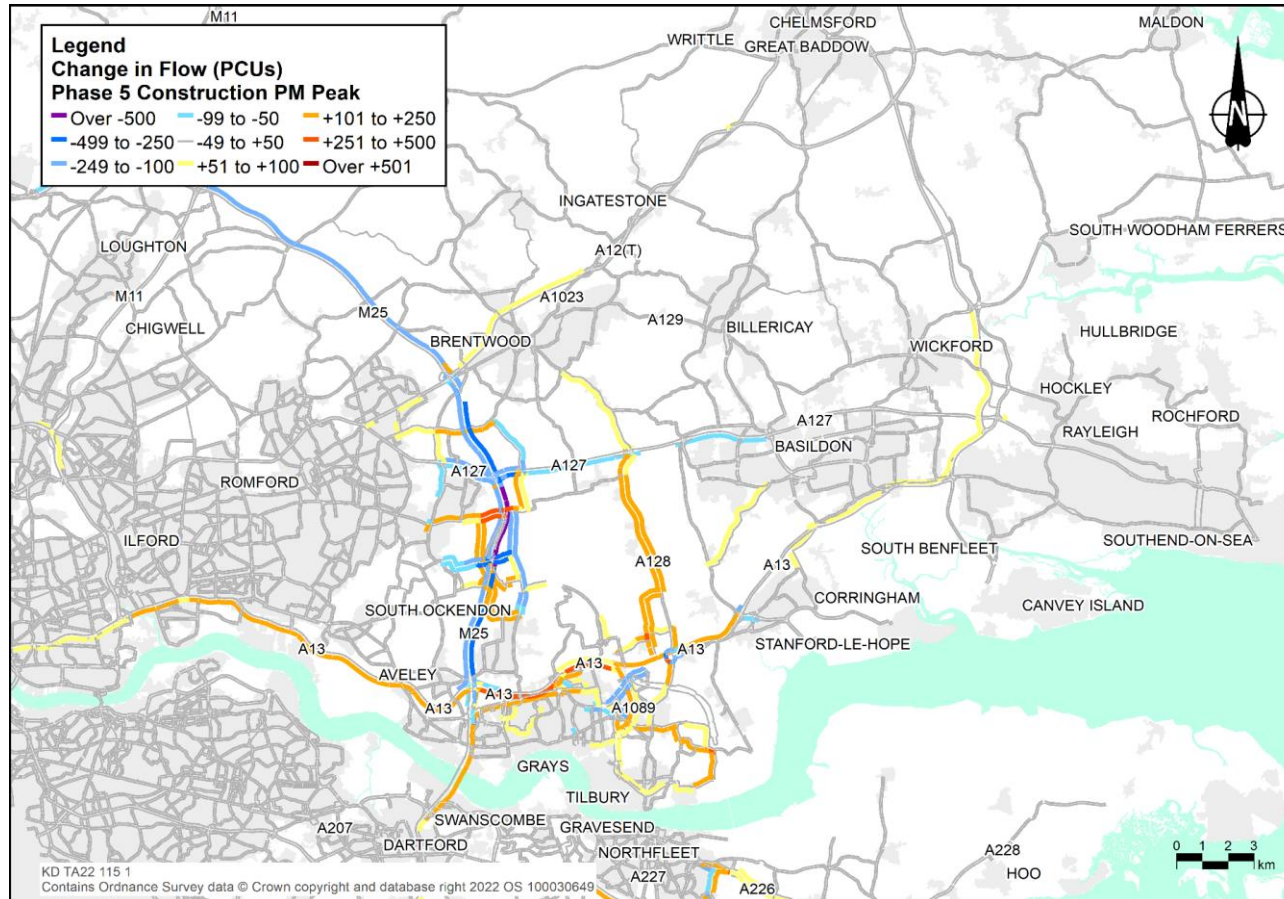 M11
CHELMSFORD
MALDON
WRITTLE
GREAT BADDOW
Legend
Change in Flow (PCUs)
Phase 5 Construction PM Peak
Over -500
-99 to -50
+101 to +250
-499 to -250
-49 to +50
+251 to +500
-249 to -100
+51 to +100
Over +501
N
INGATESTONE
SOUTH WOODHAM FERRERS
LOUGHTON
A12(T)
M11
A1023
M25
CHIGWELL
A129
BILLERICAY
HULLBRIDGE
BRENTWOOD
WICKFORD
HOCKLEY
ROCHFORD
A127
RAYLEIGH
BASILDON
A127
A127
ROMFORD
ILFORD
SOUTH BENFLEET
SOUTHEND-ON-SEA
A128
A13
CORRINGHAM
CANVEY ISLAND
SOUTH OCKENDON
M25
STANFORD-LE-HOPE
A13
A13
A13
AVELEY
A13
A13
A1089
GRAYS
TILBURY
SWANSCOMBE
GRAVESEND
A207
DARTFORD
NORTHFLEET
A228
HOO
A227
A226
0 1 2 3
km
KD TA22 115 1
Contains Ordnance Survey data © Crown copyright and database right 2022 OS 100030649